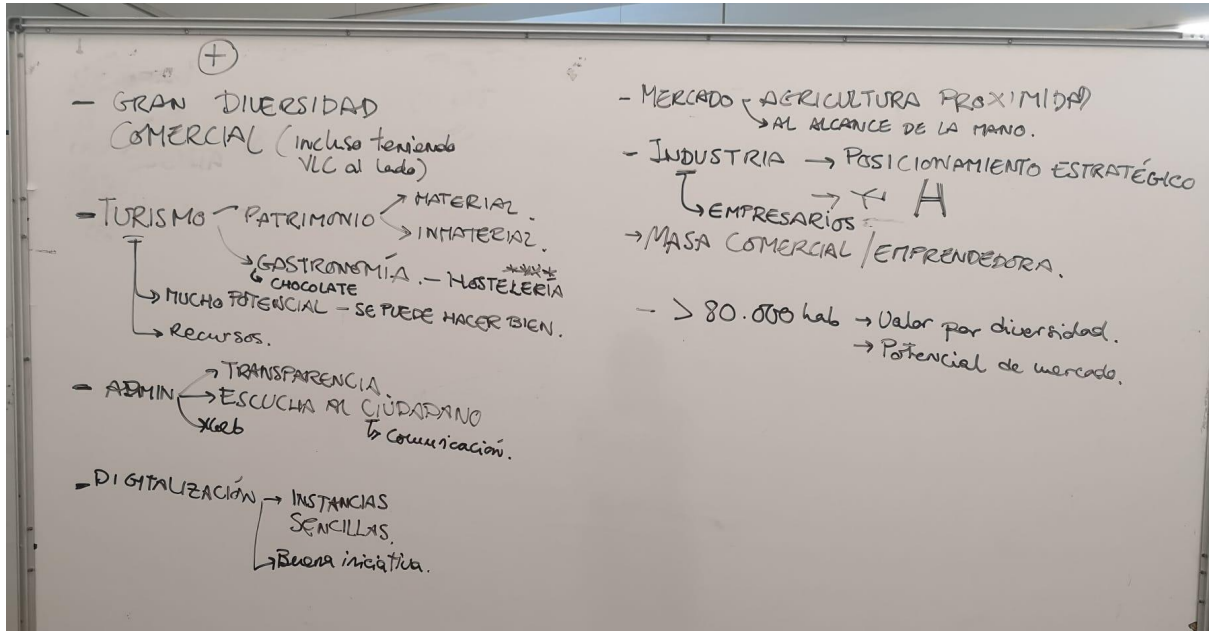 +
- GRAN DIVERSIDAD
COMERCIAL (incluso teniendo
VLC al lado)
- TURISMO PATRIMONIO → MATERIAL.
→ INMATERIAL.
→ GASTRONOMÍA. - HOSTELERÍA
↳ CHOCOLATE
→ MUCHO POTENCIAL - SE PUEDE HACER BIEN.
→ Recursos.
- ADMIN → TRANSPARENCIA
→ ESCUCHA AL CIUDADANO
↳ Comunicación.
- DIGITALIZACIÓN → INSTANCIAS
SENCILLAS.
→ Buena iniciativa.
- MERCADO - AGRICULTURA PROXIMIDAD
→ AL ALCANCE DE LA MANO.
- INDUSTRIA → POSICIONAMIENTO ESTRATÉGICO
→ EMPRESARIOS
→ MASA COMERCIAL / EMPRENDEDORA.
- > 80.000 hab → Valor por diversidad.
→ Potencial de mercado.